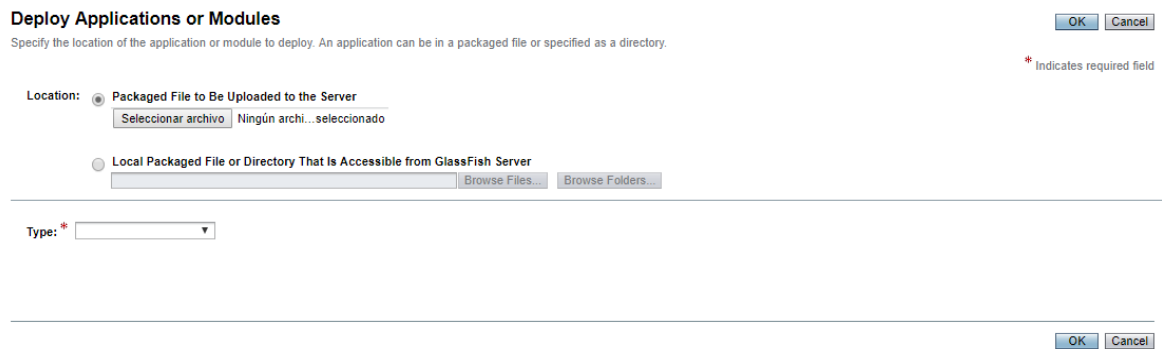 Deploy Applications or Modules
OK Cancel
Specify the location of the application or module to deploy. An application can be in a packaged file or specified as a directory.
* Indicates required field
Location: Packaged File to Be Uploaded to the Server
Seleccionar archivo Ningún archi...seleccionado
Local Packaged File or Directory That Is Accessible from GlassFish Server
Browse Files... Browse Folders...
Type: *
OK Cancel